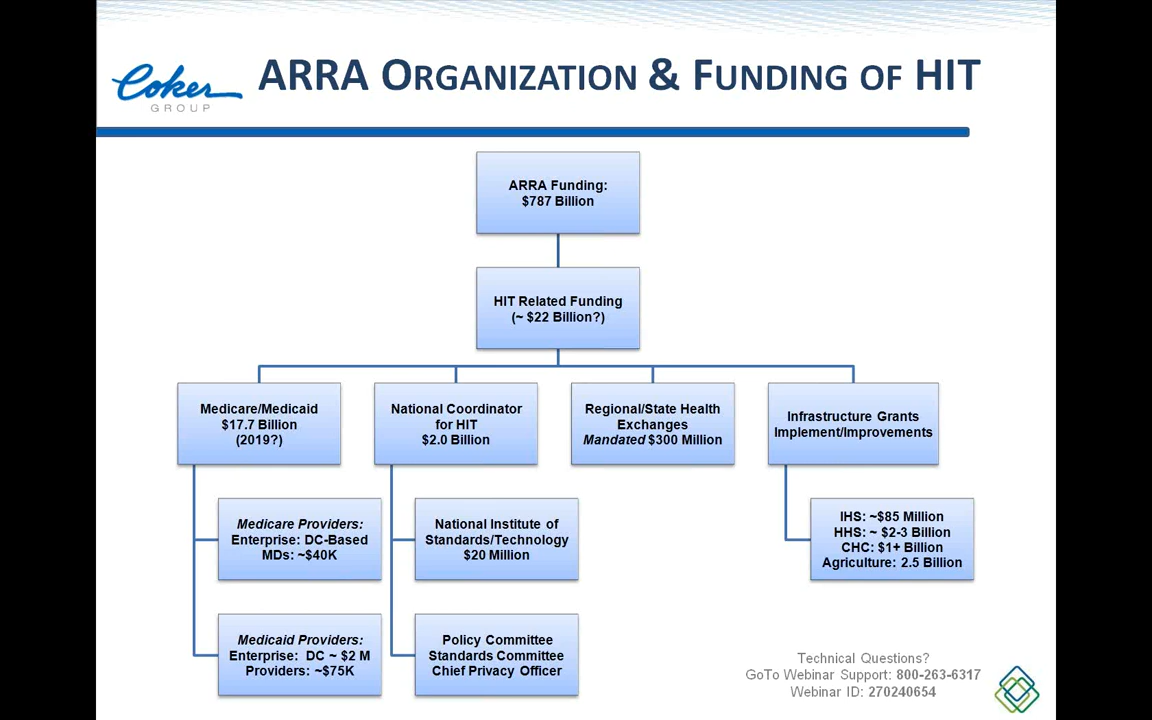 Coker
GROUP
ARRA ORGANIZATION & FUNDING OF HIT
ARRA Funding:
$787 Billion
HIT Related Funding
(~ $22 Billion?)
Medicare/Medicaid
$17.7 Billion
(2019?)
National Coordinator
for HIT
$2.0 Billion
Regional/State Health
Exchanges
Mandated $300 Million
Infrastructure Grants
Implement/Improvements
Medicare Providers:
Enterprise: DC-Based
MDs: ~$40K
National Institute of
Standards/Technology
$20 Million
IHS: ~$85 Million
HHS: ~ $2-3 Billion
CHC: $1+ Billion
Agriculture: 2.5 Billion
Medicaid Providers:
Enterprise: DC ~ $2 M
Providers: ~$75K
Policy Committee
Standards Committee
Chief Privacy Officer
Technical Questions?
GoTo Webinar Support: 800-263-6317
Webinar ID: 270240654